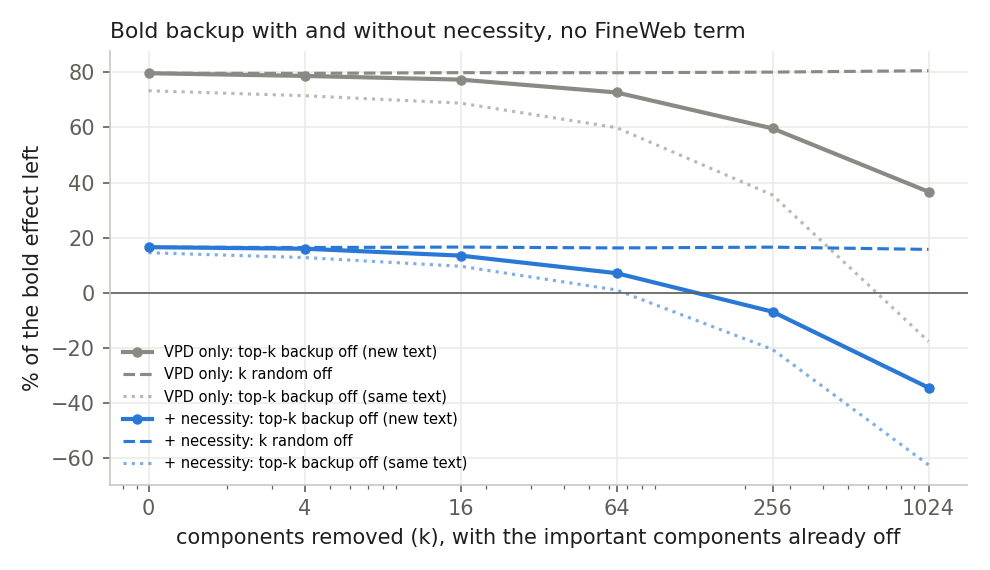 Bold backup with and without necessity, no FineWeb term
% of the bold effect left
80
60
40
20
0
−20
−40
−60
VPD only: top-k backup off (new text)
VPD only: k random off
VPD only: top-k backup off (same text)
+ necessity: top-k backup off (new text)
+ necessity: k random off
+ necessity: top-k backup off (same text)
0 4 16 64 256 1024
components removed (k), with the important components already off